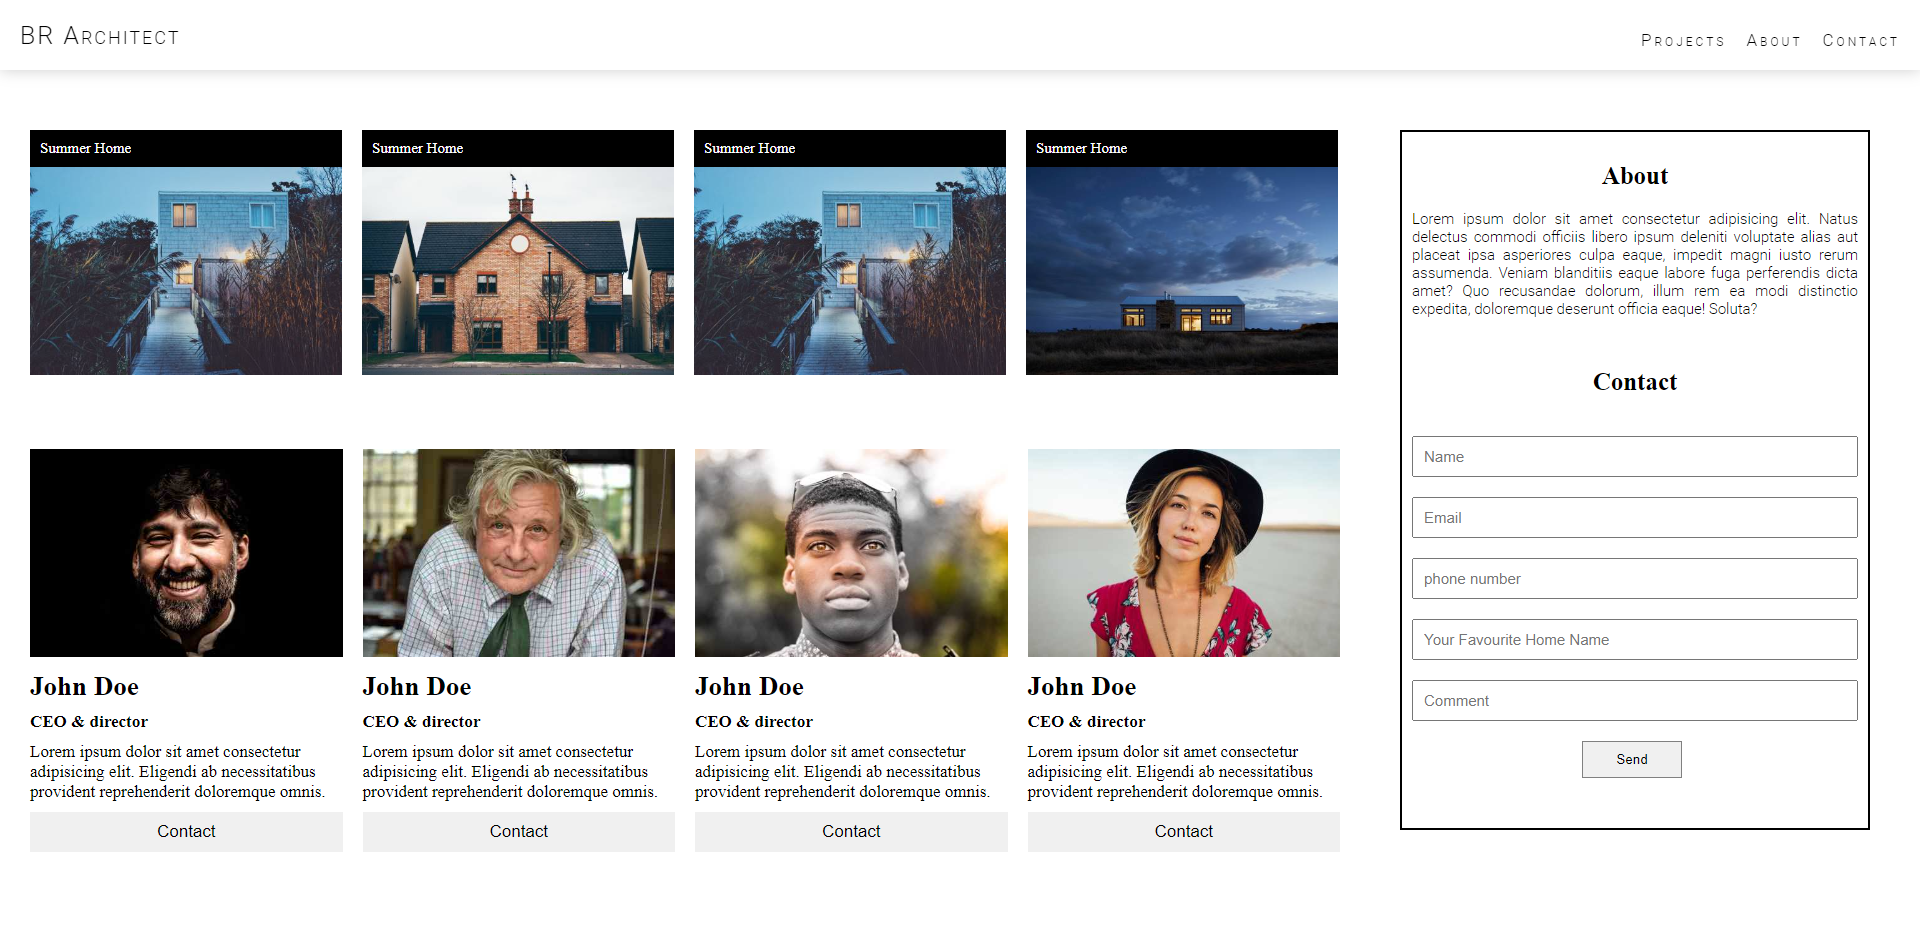 BR Architect
Projects About Contact
Summer Home
Summer Home
Summer Home
Summer Home
John Doe
CEO & director
Lorem ipsum dolor sit amet consectetur
adipisicing elit. Eligendi ab necessitatibus
provident reprehenderit doloremque omnis.
Contact
John Doe
CEO & director
Lorem ipsum dolor sit amet consectetur
adipisicing elit. Eligendi ab necessitatibus
provident reprehenderit doloremque omnis.
Contact
John Doe
CEO & director
Lorem ipsum dolor sit amet consectetur
adipisicing elit. Eligendi ab necessitatibus
provident reprehenderit doloremque omnis.
Contact
John Doe
CEO & director
Lorem ipsum dolor sit amet consectetur
adipisicing elit. Eligendi ab necessitatibus
provident reprehenderit doloremque omnis.
Contact
About
Lorem ipsum dolor sit amet consectetur adipisicing elit. Natus
delectus commodi officiis libero ipsum deleniti voluptate alias aut
placeat ipsa asperiores culpa eaque, impedit magni iusto rerum
assumenda. Veniam blanditiis eaque labore fuga perferendis dicta
amet? Quo recusandae dolorum, illum rem ea modi distinctio
expedita, doloremque deserunt officia eaque! Soluta?
Contact
Name
Email
phone number
Your Favourite Home Name
Comment
Send